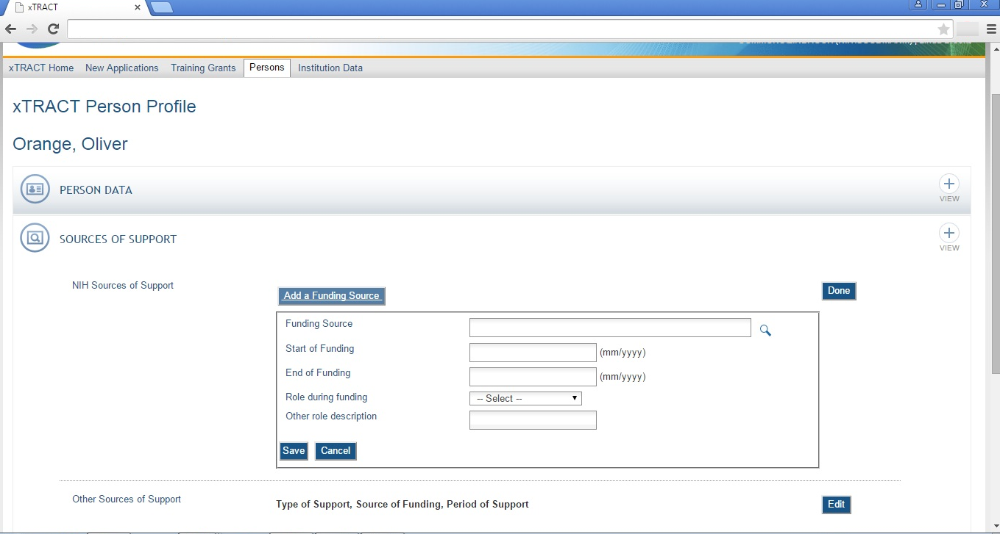 xTRACT
xTRACT Home New Applications Training Grants Persons Institution Data
xTRACT Person Profile
Orange, Oliver
PERSON DATA
VIEW
SOURCES OF SUPPORT
VIEW
NIH Sources of Support
Add a Funding Source
Done
Funding Source
Start of Funding (mm/yyyy)
End of Funding (mm/yyyy)
Role during funding -- Select --
Other role description
Save Cancel
Other Sources of Support Type of Support, Source of Funding, Period of Support Edit